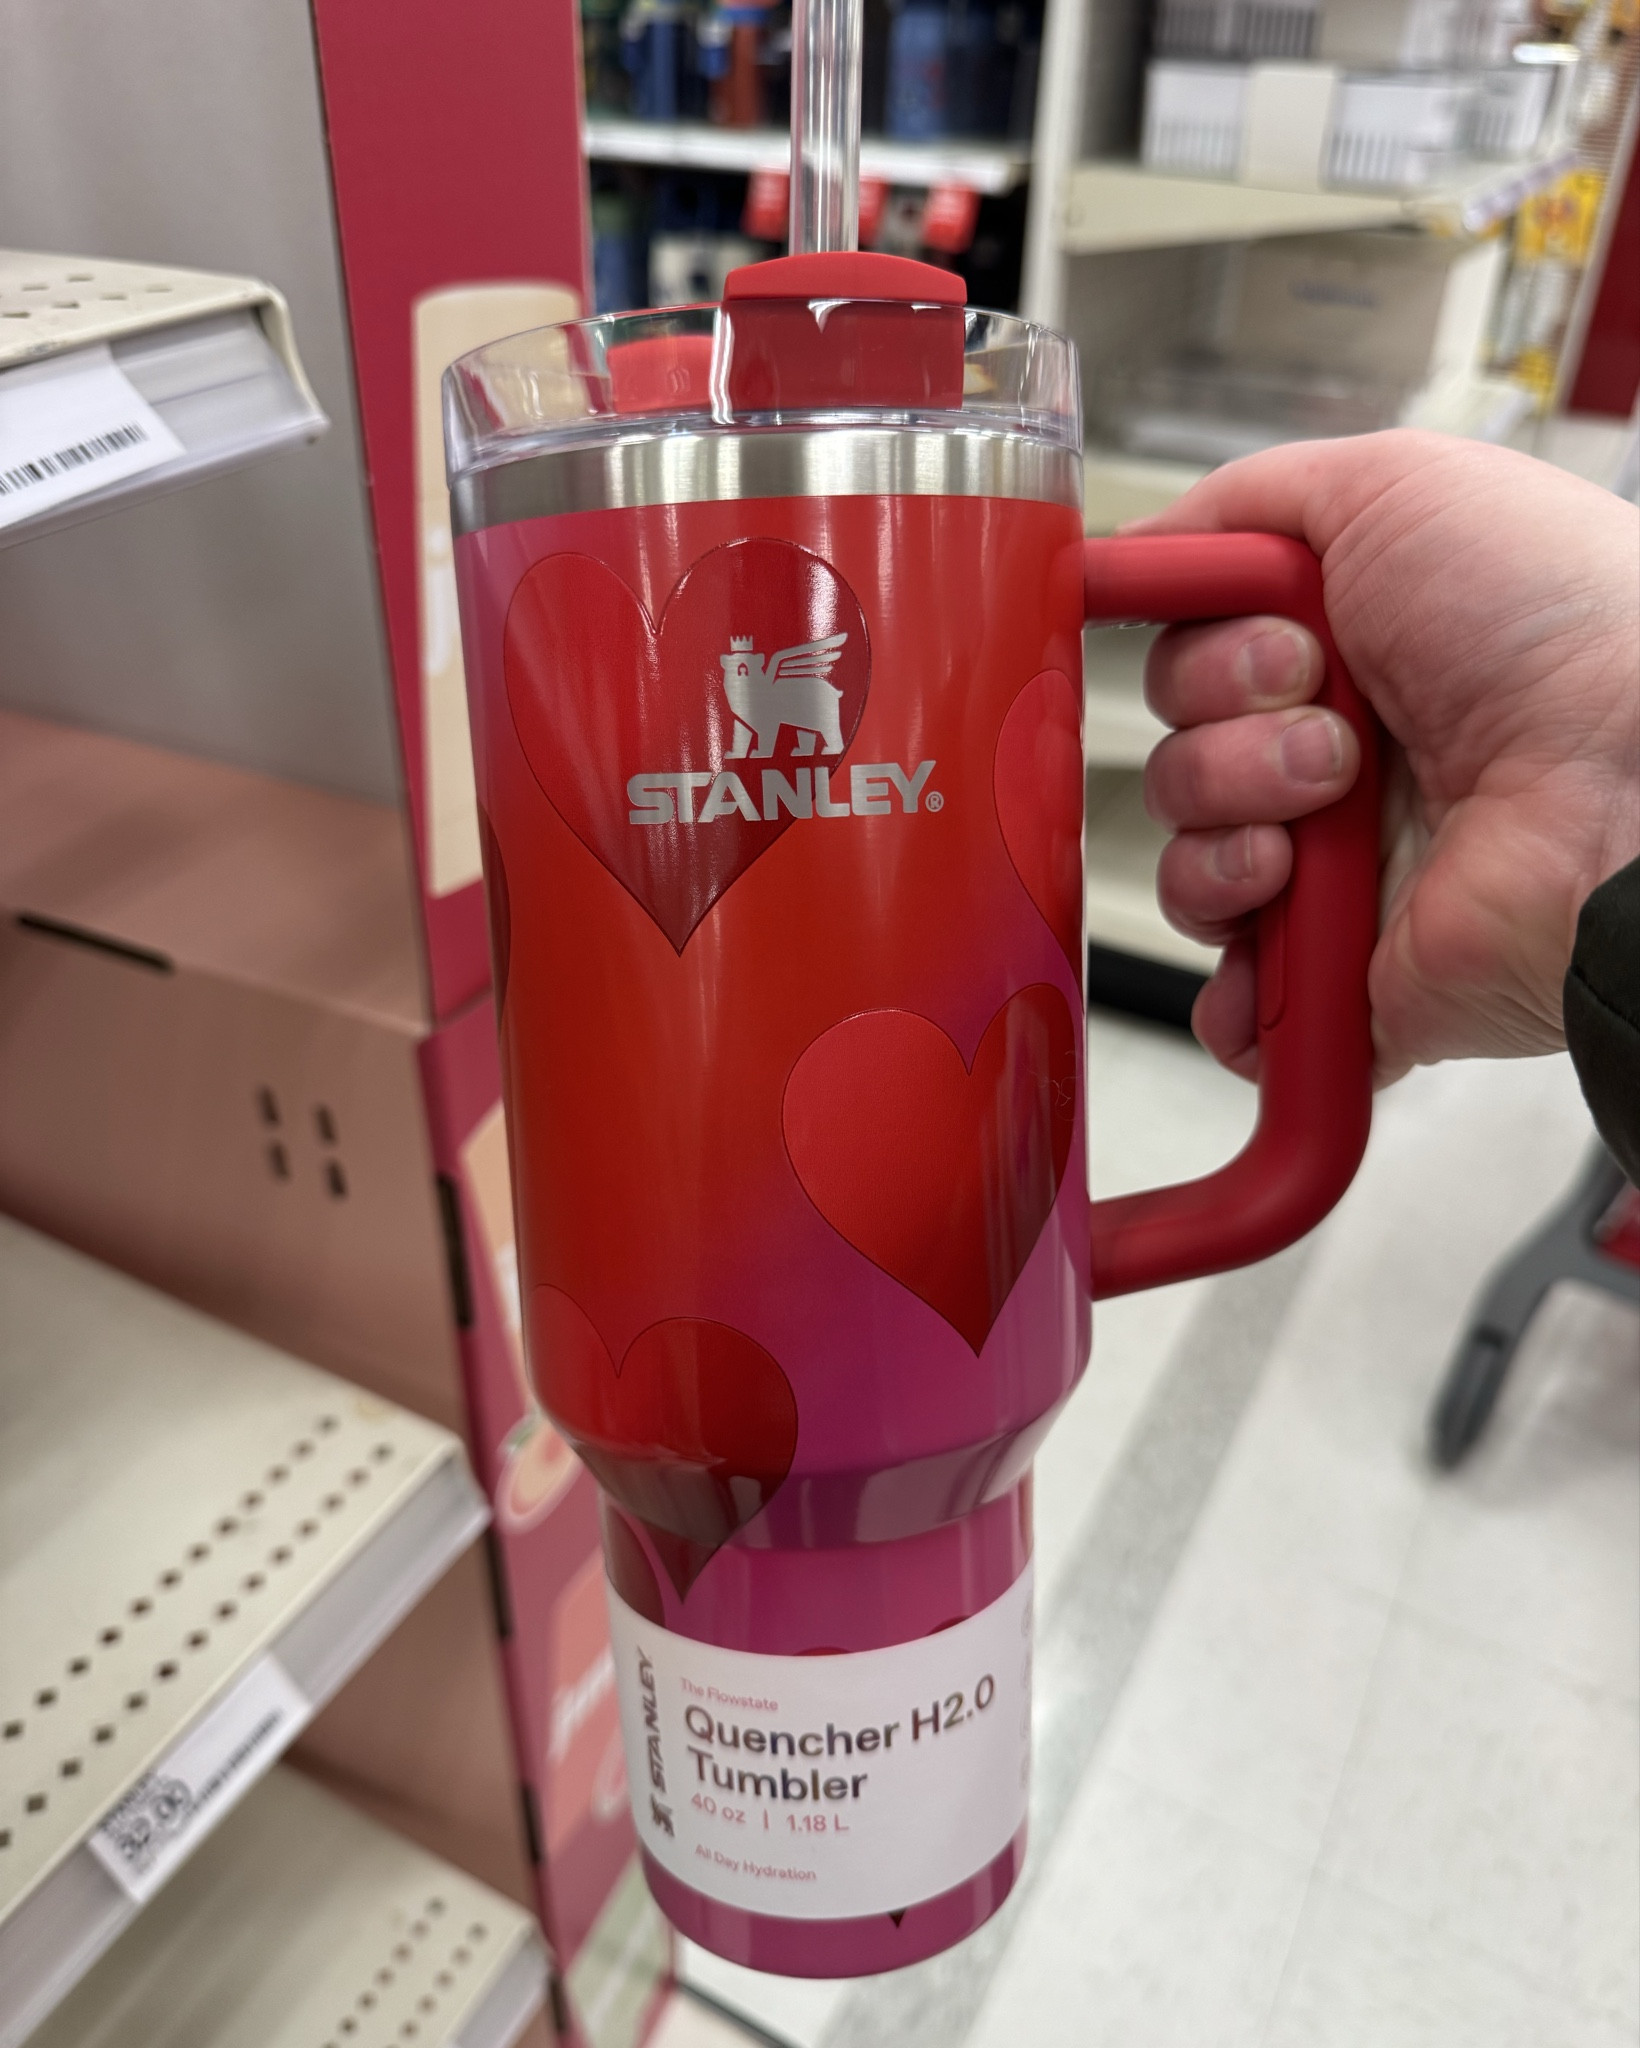 STANLEY®
STANLEY
The Flowstate
Quencher H2.0
Tumbler
40 oz | 1.18 L
All Day Hydration